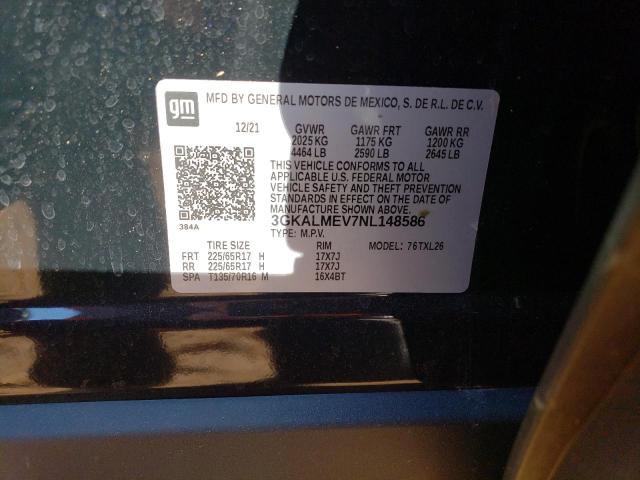 gm
MFD BY GENERAL MOTORS DE MEXICO, S. DE R.L. DE C.V.
12/21 GVWR GAWR FRT GAWR RR
2025 KG 1175 KG 1200 KG
4464 LB 2590 LB 2645 LB
THIS VEHICLE CONFORMS TO ALL
APPLICABLE U.S. FEDERAL MOTOR
VEHICLE SAFETY AND THEFT PREVENTION
STANDARDS IN EFFECT ON THE DATE OF
MANUFACTURE SHOWN ABOVE.
384A 3GKALMEV7NL148586
TYPE: M.P.V. MODEL: 76TXL26
TIRE SIZE RIM
FRT 225/65R17 H 17X7J
RR 225/65R17 H 17X7J
SPA T135/70R16 M 16X4BT